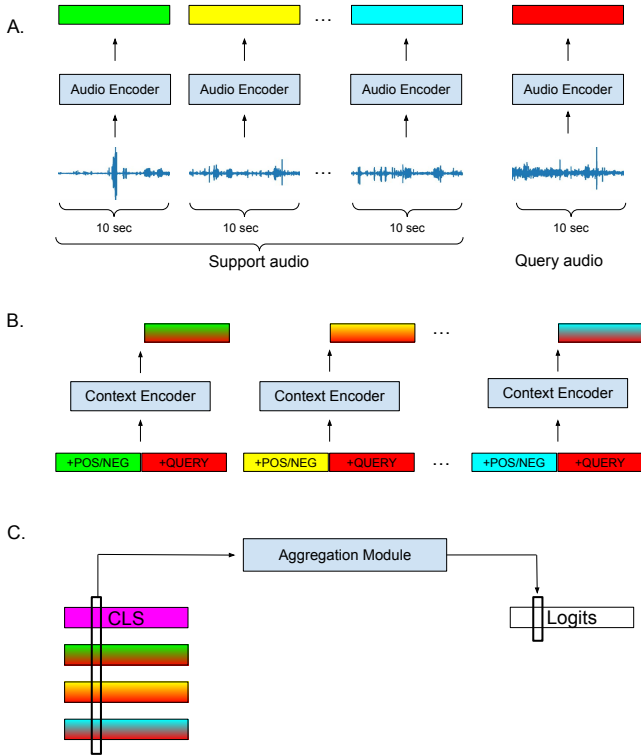 A.
...
Audio Encoder Audio Encoder Audio Encoder Audio Encoder
...
10 sec 10 sec 10 sec 10 sec
Support audio Query audio
B.
...
Context Encoder Context Encoder Context Encoder
+POS/NEG +QUERY +POS/NEG +QUERY ... +POS/NEG +QUERY
C.
Aggregation Module
CLS Logits